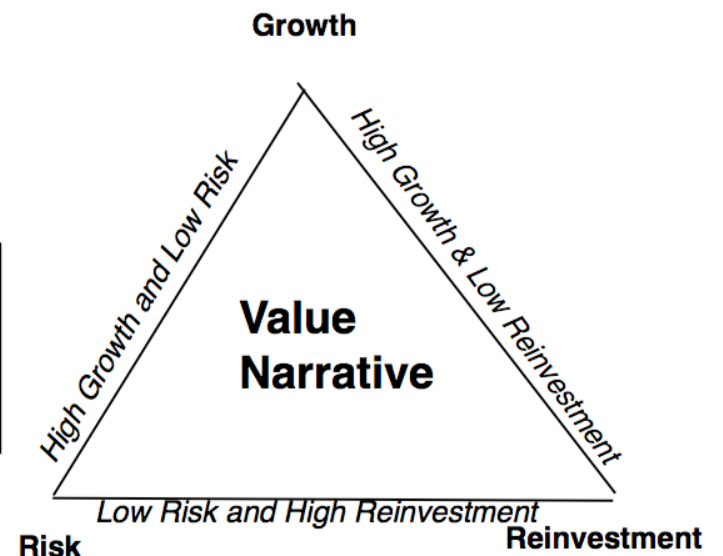 Growth
High Growth and Low Risk
High Growth & Low Reinvestment
Value
Narrative
Low Risk and High Reinvestment
Risk
Reinvestment